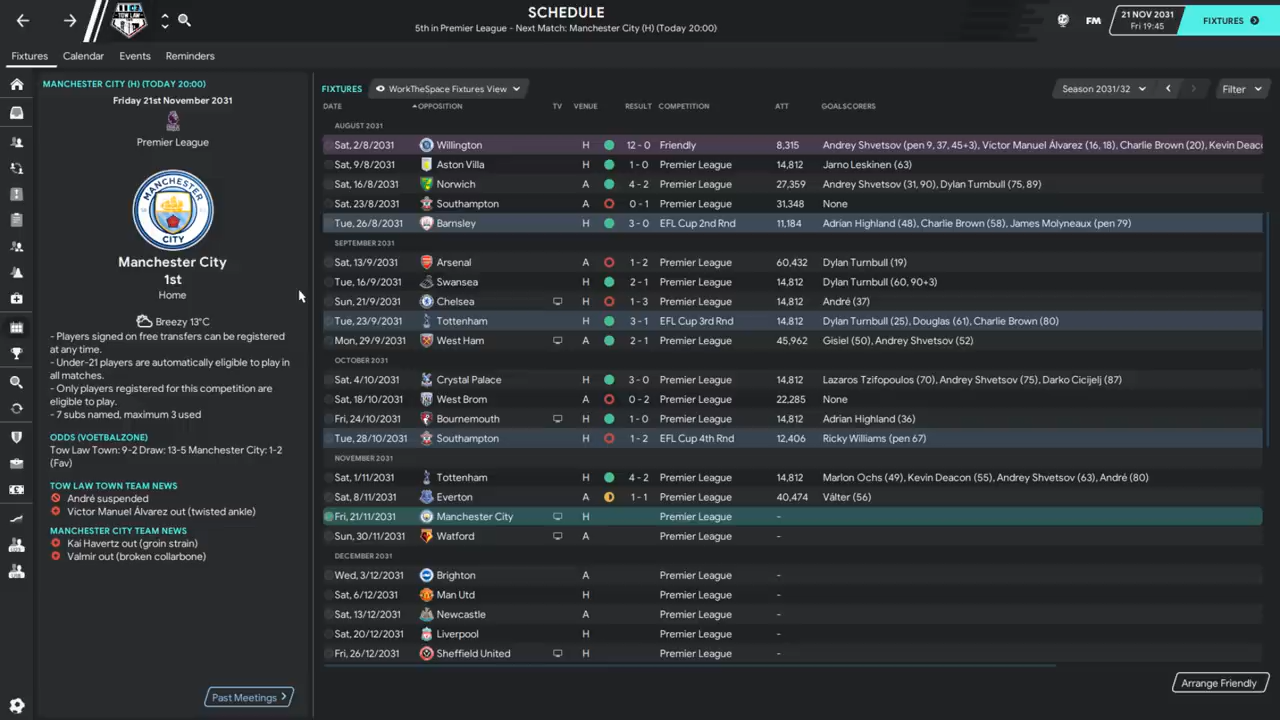 SCHEDULE
5th in Premier League - Next Match: Manchester City (H) (Today 20:00)
FM
21 NOV 2031
Fri 19:45
FIXTURES
Fixtures Calendar Events Reminders
MANCHESTER CITY (H) (TODAY 20:00)
Friday 21st November 2031
Premier League
MANCHESTER CITY
Manchester City
1st
Home
Breezy 13°C
- Players signed on free transfers can be registered
at any time.
- Under-21 players are automatically eligible to play in
all matches.
- Only players registered for this competition are
eligible to play.
- 7 subs named, maximum 3 used
ODDS (VOETBALZONE)
Tow Law Town: 9-2 Draw: 13-5 Manchester City: 1-2
(Fav)
TOW LAW TOWN TEAM NEWS
André suspended
Victor Manuel Álvarez out (twisted ankle)
MANCHESTER CITY TEAM NEWS
Kai Havertz out (groin strain)
Valmir out (broken collarbone)
Past Meetings
FIXTURES WorkTheSpace Fixtures View Season 2031/32 Filter
DATE OPPOSITION TV VENUE RESULT COMPETITION ATT GOALSCORERS
AUGUST 2031
Sat, 2/8/2031 Willington H 12 - 0 Friendly 8,315 Andrey Shvetsov (pen 9, 37, 45+3), Victor Manuel Álvarez (16, 18), Charlie Brown (20), Kevin Deaco
Sat, 9/8/2031 Aston Villa H 1 - 0 Premier League 14,812 Jarno Leskinen (63)
Sat, 16/8/2031 Norwich A 4 - 2 Premier League 27,359 Andrey Shvetsov (31, 90), Dylan Turnbull (75, 89)
Sat, 23/8/2031 Southampton A 0 - 1 Premier League 31,348 None
Tue, 26/8/2031 Barnsley H 3 - 0 EFL Cup 2nd Rnd 11,184 Adrian Highland (48), Charlie Brown (58), James Molyneaux (pen 79)
SEPTEMBER 2031
Sat, 13/9/2031 Arsenal A 1 - 2 Premier League 60,432 Dylan Turnbull (19)
Tue, 16/9/2031 Swansea H 2 - 1 Premier League 14,812 Dylan Turnbull (60, 90+3)
Sun, 21/9/2031 Chelsea H 1 - 3 Premier League 14,812 André (37)
Tue, 23/9/2031 Tottenham H 3 - 1 EFL Cup 3rd Rnd 14,812 Dylan Turnbull (25), Douglas (61), Charlie Brown (80)
Mon, 29/9/2031 West Ham A 2 - 1 Premier League 45,962 Gisiel (50), Andrey Shvetsov (52)
OCTOBER 2031
Sat, 4/10/2031 Crystal Palace H 3 - 0 Premier League 14,812 Lazaros Tzifopoulos (70), Andrey Shvetsov (75), Darko Cicijelj (87)
Sat, 18/10/2031 West Brom A 0 - 2 Premier League 22,285 None
Fri, 24/10/2031 Bournemouth H 1 - 0 Premier League 14,812 Adrian Highland (36)
Tue, 28/10/2031 Southampton H 1 - 2 EFL Cup 4th Rnd 12,406 Ricky Williams (pen 67)
NOVEMBER 2031
Sat, 1/11/2031 Tottenham H 4 - 2 Premier League 14,812 Marlon Ochs (49), Kevin Deacon (55), Andrey Shvetsov (63), André (80)
Sat, 8/11/2031 Everton A 1 - 1 Premier League 40,474 Válter (56)
Fri, 21/11/2031 Manchester City H Premier League -
Sun, 30/11/2031 Watford A Premier League -
DECEMBER 2031
Wed, 3/12/2031 Brighton A Premier League -
Sat, 6/12/2031 Man Utd H Premier League -
Sat, 13/12/2031 Newcastle A Premier League -
Sat, 20/12/2031 Liverpool H Premier League -
Fri, 26/12/2031 Sheffield United H Premier League -
Arrange Friendly